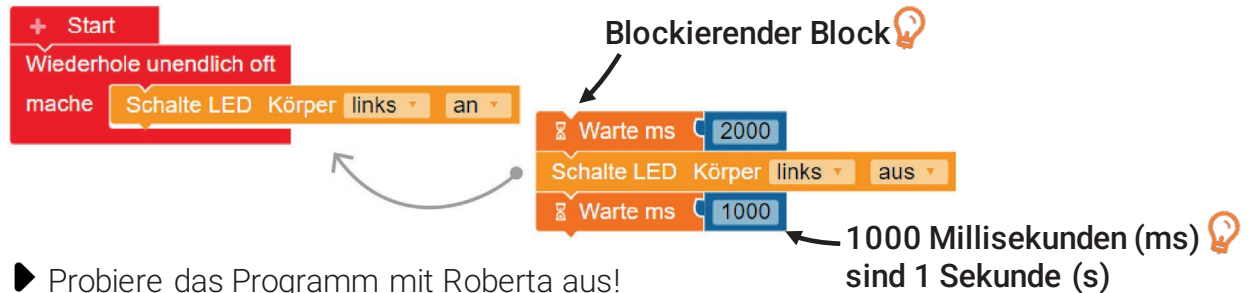 + Start
Wiederhole unendlich oft
mache Schalte LED Körper links an
Blockierender Block
Warte ms 2000
Schalte LED Körper links aus
Warte ms 1000
1000 Millisekunden (ms)
sind 1 Sekunde (s)
Probiere das Programm mit Roberta aus!